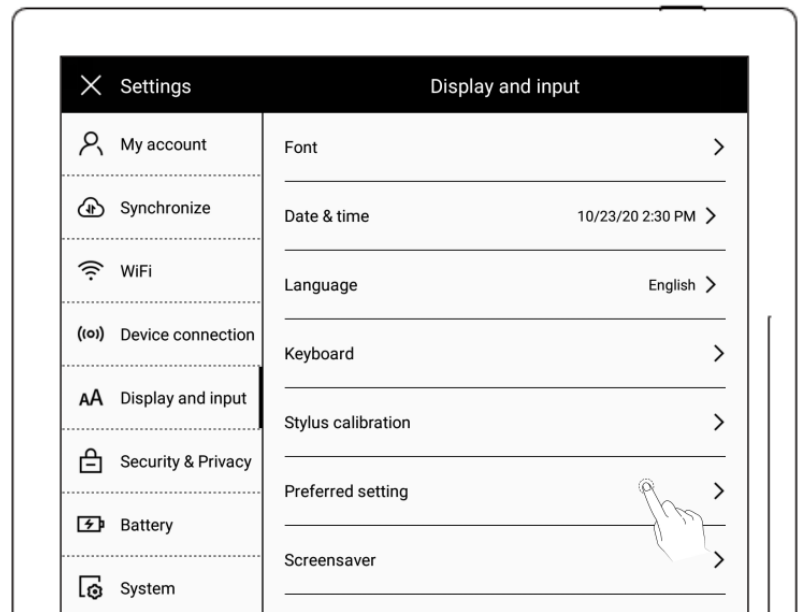 Settings
Display and input
My account
Synchronize
WiFi
Device connection
AA Display and input
Security & Privacy
Battery
System
Font
Date & time 10/23/20 2:30 PM
Language English
Keyboard
Stylus calibration
Preferred setting
Screensaver